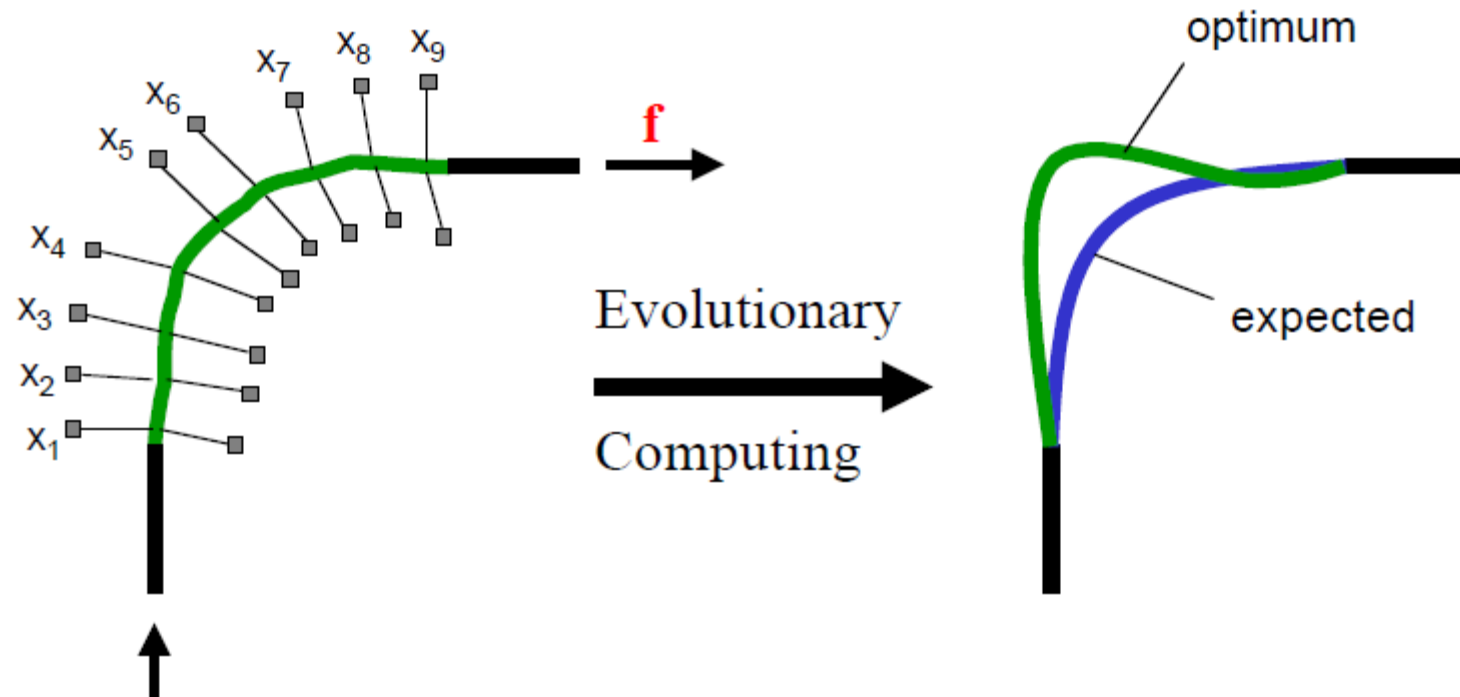 x1
x2
x3
x4
x5
x6
x7
x8
x9
f
Evolutionary
Computing
optimum
expected